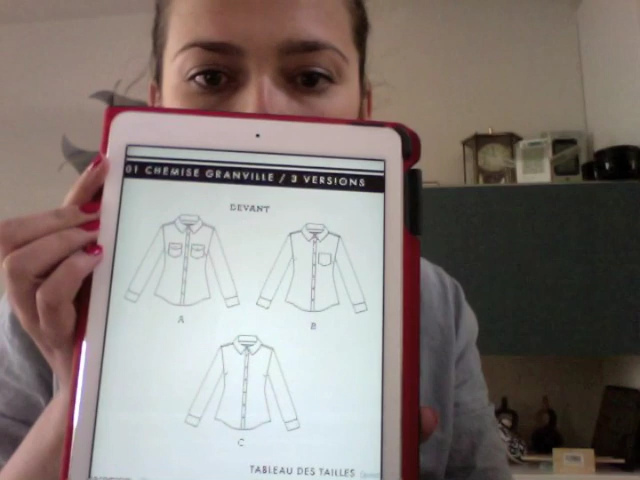 01 CHEMISE GRANVILLE / 3 VERSIONS
DEVANT
A
B
C
TABLEAU DES TAILLES